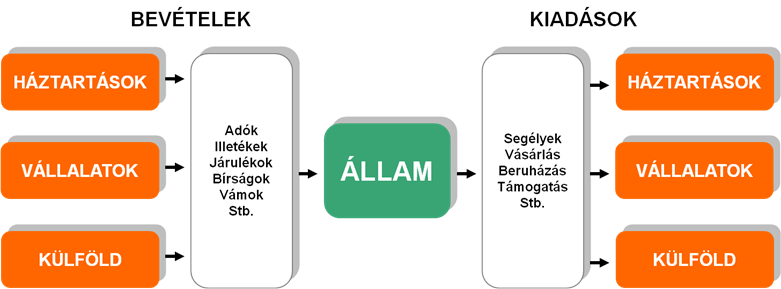 BEVÉTELEK
KIADÁSOK
HÁZTARTÁSOK
VÁLLALATOK
KÜLFÖLD
Adók
Illetékek
Járulékok
Bírságok
Vámok
Stb.
ÁLLAM
Segélyek
Vásárlás
Beruházás
Támogatás
Stb.
HÁZTARTÁSOK
VÁLLALATOK
KÜLFÖLD